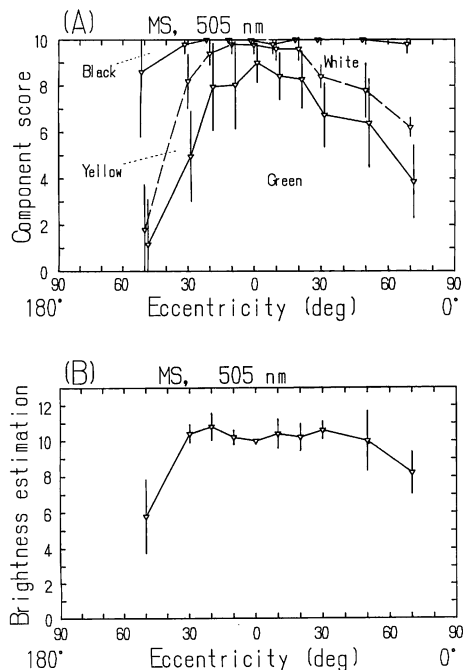 (A) MS, 505 nm
Component score
10
8
6
4
2
0
Black
White
Yellow
Green
90 60 30 0 30 60 90
180° Eccentricity (deg) 0°
(B) MS, 505 nm
Brightness estimation
12
10
8
6
4
2
0
90 60 30 0 30 60 90
180° Eccentricity (deg) 0°